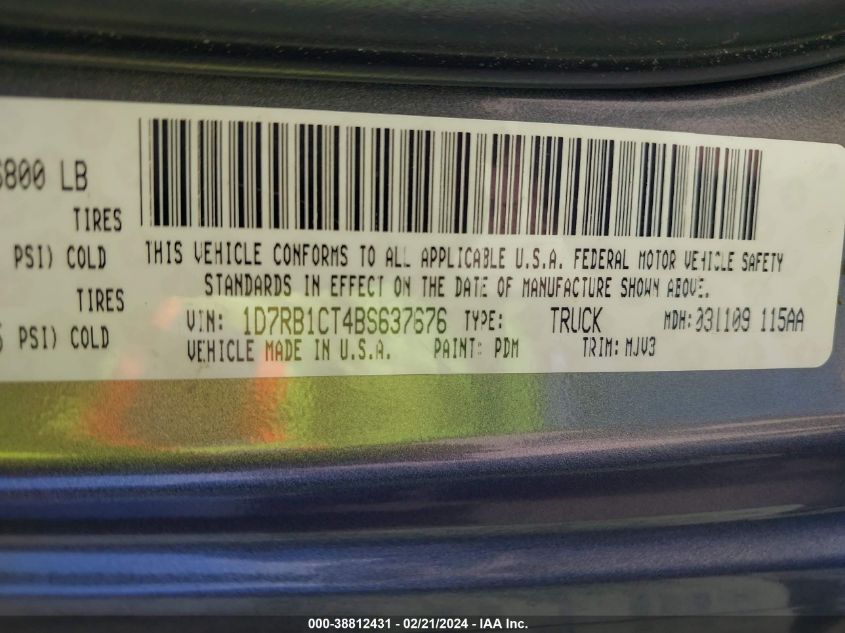 6800 LB
TIRES
PSI) COLD
TIRES
PSI) COLD
THIS VEHICLE CONFORMS TO ALL APPLICABLE U.S.A. FEDERAL MOTOR VEHICLE SAFETY
STANDARDS IN EFFECT ON THE DATE OF MANUFACTURE SHOWN ABOVE.
VIN: 1D7RB1CT4BS637676 TYPE: TRUCK MDH: 031109 115AA
VEHICLE MADE IN U.S.A. PAINT: PDM TRIM: MJV3
000-38812431 - 02/21/2024 - IAA Inc.